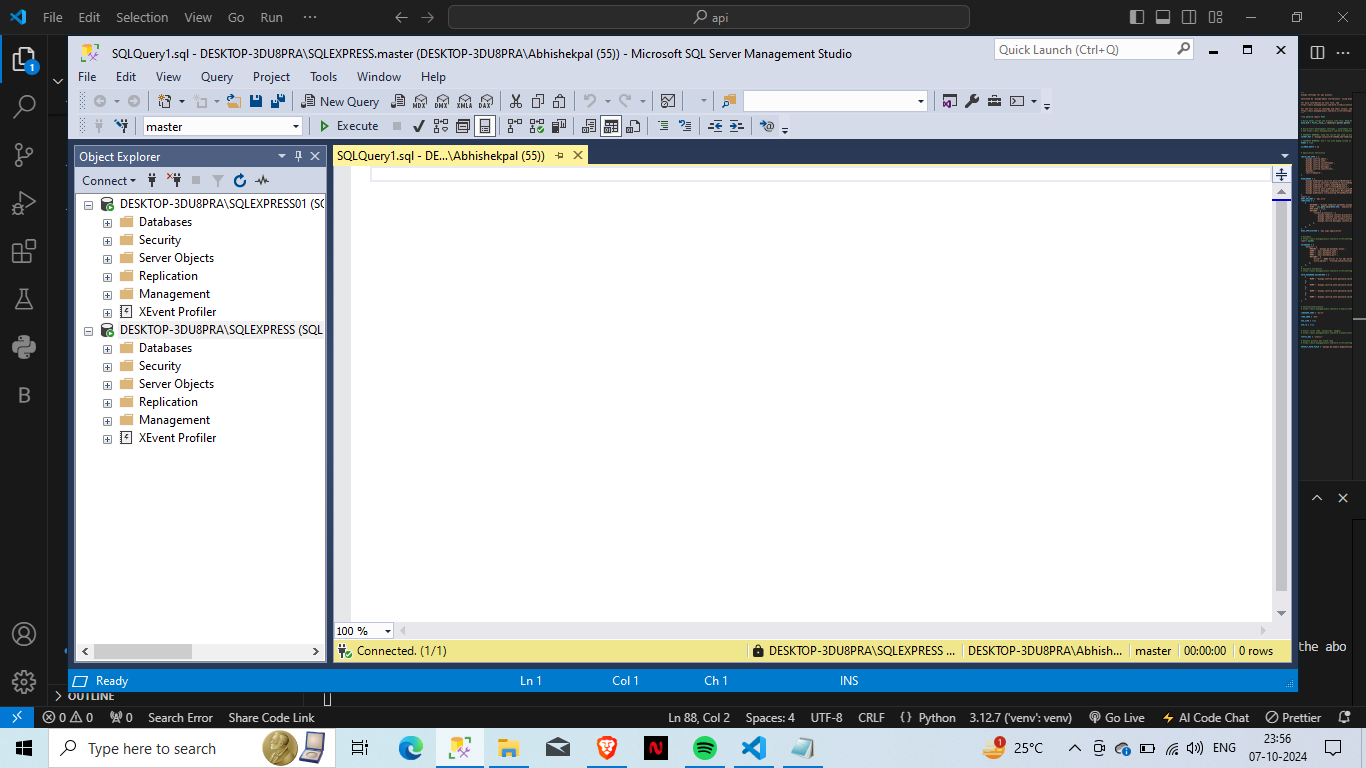 File Edit Selection View Go Run ··· api
SQLQuery1.sql - DESKTOP-3DU8PRA\SQLEXPRESS.master (DESKTOP-3DU8PRA\Abhishekpal (55)) - Microsoft SQL Server Management Studio
Quick Launch (Ctrl+Q)
File Edit View Query Project Tools Window Help
New Query MDX DMX XMLA DAX
master Execute
Object Explorer
SQLQuery1.sql - DE...\Abhishekpal (55))
Connect
DESKTOP-3DU8PRA\SQLEXPRESS01 (SQ
Databases
Security
Server Objects
Replication
Management
XEvent Profiler
DESKTOP-3DU8PRA\SQLEXPRESS (SQL
Databases
Security
Server Objects
Replication
Management
XEvent Profiler
100 %
Connected. (1/1) DESKTOP-3DU8PRA\SQLEXPRESS ... DESKTOP-3DU8PRA\Abhish... master 00:00:00 0 rows
the abo
Ready Ln 1 Col 1 Ch 1 INS
OUTLINE
0 0 0 Search Error Share Code Link Ln 88, Col 2 Spaces: 4 UTF-8 CRLF Python 3.12.7 ('venv': venv) Go Live AI Code Chat Prettier
Type here to search
25°C ENG 23:56
07-10-2024